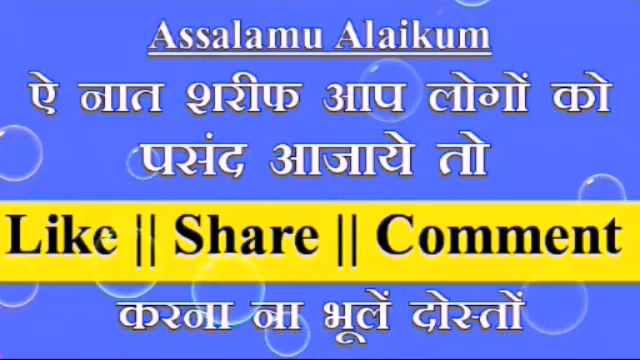 Assalamu Alaikum
ऐ नात शरीफ आप लोगों को
पसंद आजाये तो
Like || Share || Comment
करना ना भूलें दोस्तों